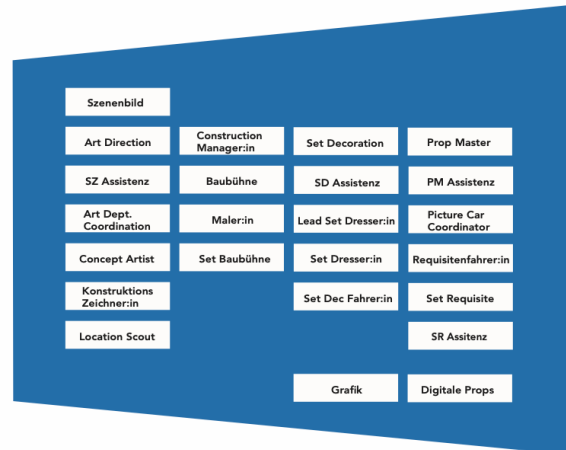 Szenenbild
Art Direction
Construction
Manager:in
Set Decoration
Prop Master
SZ Assistenz
Baubühne
SD Assistenz
PM Assistenz
Art Dept.
Coordination
Maler:in
Lead Set Dresser:in
Picture Car
Coordinator
Concept Artist
Set Baubühne
Set Dresser:in
Requisitenfahrer:in
Konstruktions
Zeichner:in
Set Dec Fahrer:in
Set Requisite
Location Scout
SR Assitenz
Grafik
Digitale Props